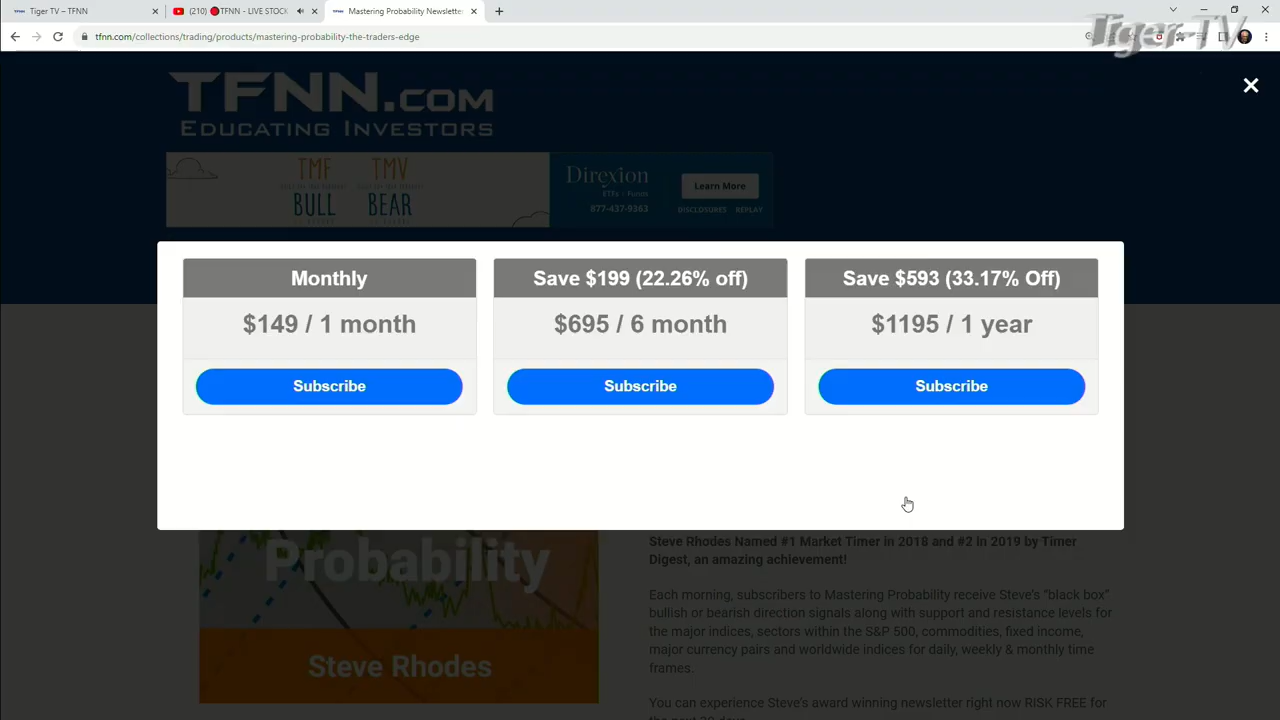 Tiger TV – TFNN
(210) 🔴TFNN - LIVE STOCK
Mastering Probability Newsletter
tfnn.com/collections/trading/products/mastering-probability-the-traders-edge
Tiger-TV
TFNN.COM
EDUCATING INVESTORS
TMF TMV
BULL BEAR
Direxion
ETFs Funds
877-437-9363
Learn More
DISCLOSURES REPLAY
Monthly
$149 / 1 month
Subscribe
Save $199 (22.26% off)
$695 / 6 month
Subscribe
Save $593 (33.17% Off)
$1195 / 1 year
Subscribe
Probability
Steve Rhodes
Steve Rhodes Named #1 Market Timer in 2018 and #2 in 2019 by Timer
Digest, an amazing achievement!
Each morning, subscribers to Mastering Probability receive Steve's “black box”
bullish or bearish direction signals along with support and resistance levels for
the major indices, sectors within the S&P 500, commodities, fixed income,
major currency pairs and worldwide indices for daily, weekly & monthly time
frames.
You can experience Steve's award winning newsletter right now RISK FREE for